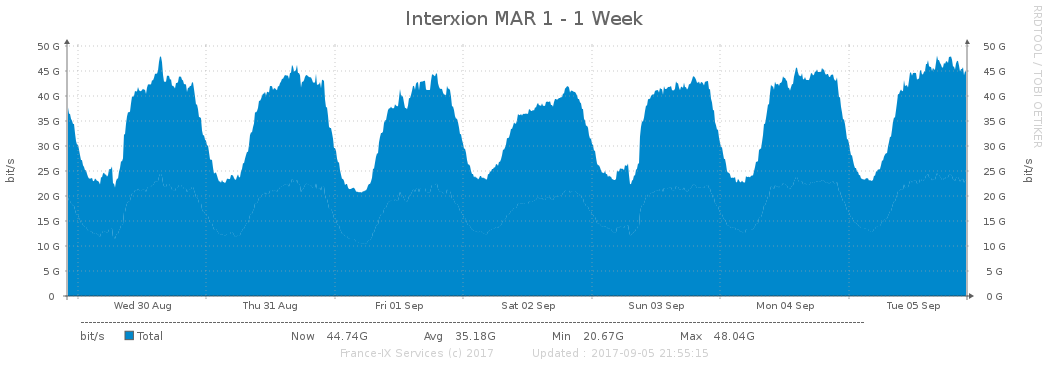 Interxion MAR 1 - 1 Week
RRDTOOL / TOBI OETIKER
50 G 50 G
45 G 45 G
40 G 40 G
35 G 35 G
30 G 30 G
25 G 25 G
20 G 20 G
15 G 15 G
10 G 10 G
5 G 5 G
0 0 G
bit/s bit/s
Wed 30 Aug Thu 31 Aug Fri 01 Sep Sat 02 Sep Sun 03 Sep Mon 04 Sep Tue 05 Sep
bit/s Total Now 44.74G Avg 35.18G Min 20.67G Max 48.04G
France-IX Services (c) 2017 Updated : 2017-09-05 21:55:15